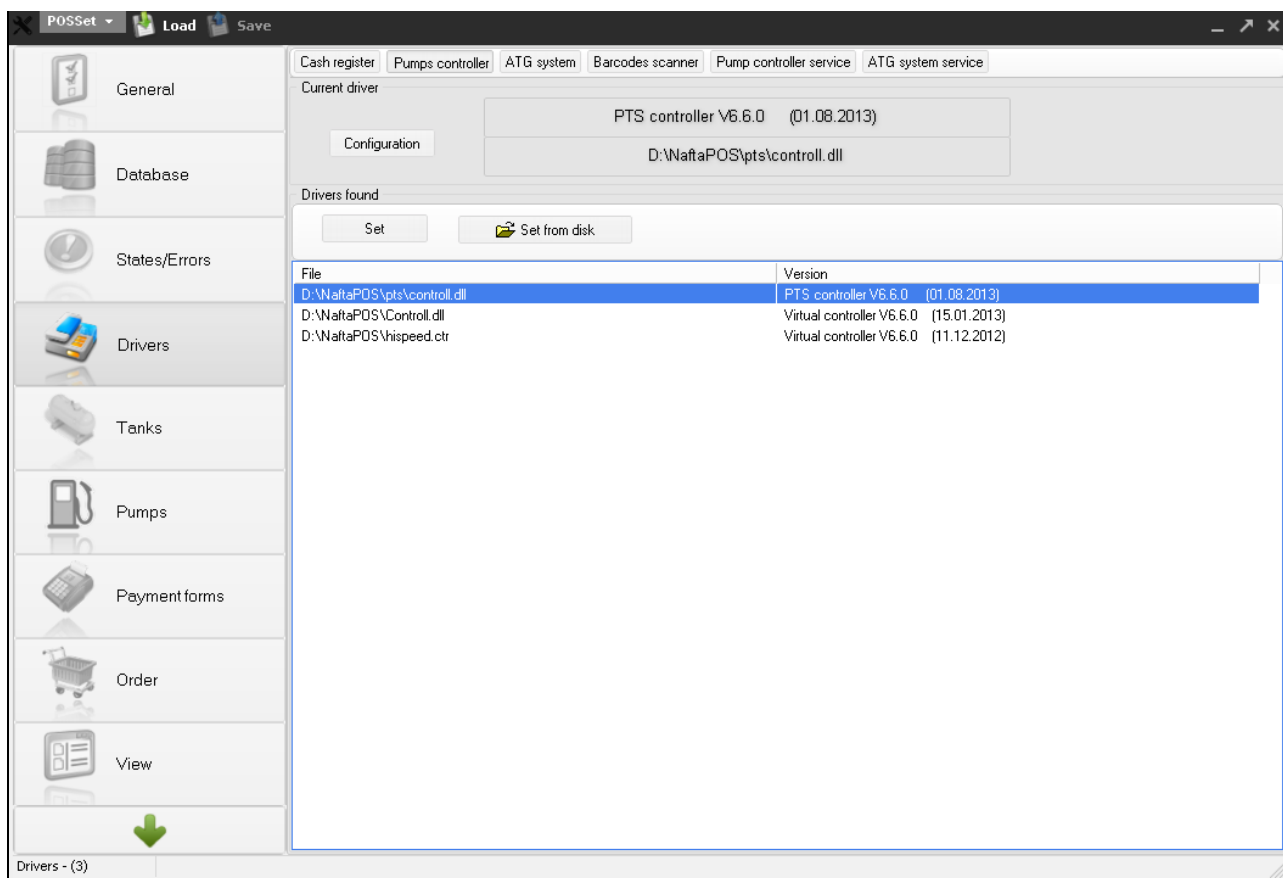 POSSet Load Save
General
Database
States/Errors
Drivers
Tanks
Pumps
Payment forms
Order
View
Drivers - (3)
Cash register Pumps controller ATG system Barcodes scanner Pump controller service ATG system service
Current driver
Configuration
PTS controller V6.6.0 (01.08.2013)
D:\NaftaPOS\pts\controll.dll
Drivers found
Set Set from disk
File Version
D:\NaftaPOS\pts\controll.dll PTS controller V6.6.0 (01.08.2013)
D:\NaftaPOS\Controll.dll Virtual controller V6.6.0 (15.01.2013)
D:\NaftaPOS\hispeed.ctr Virtual controller V6.6.0 (11.12.2012)